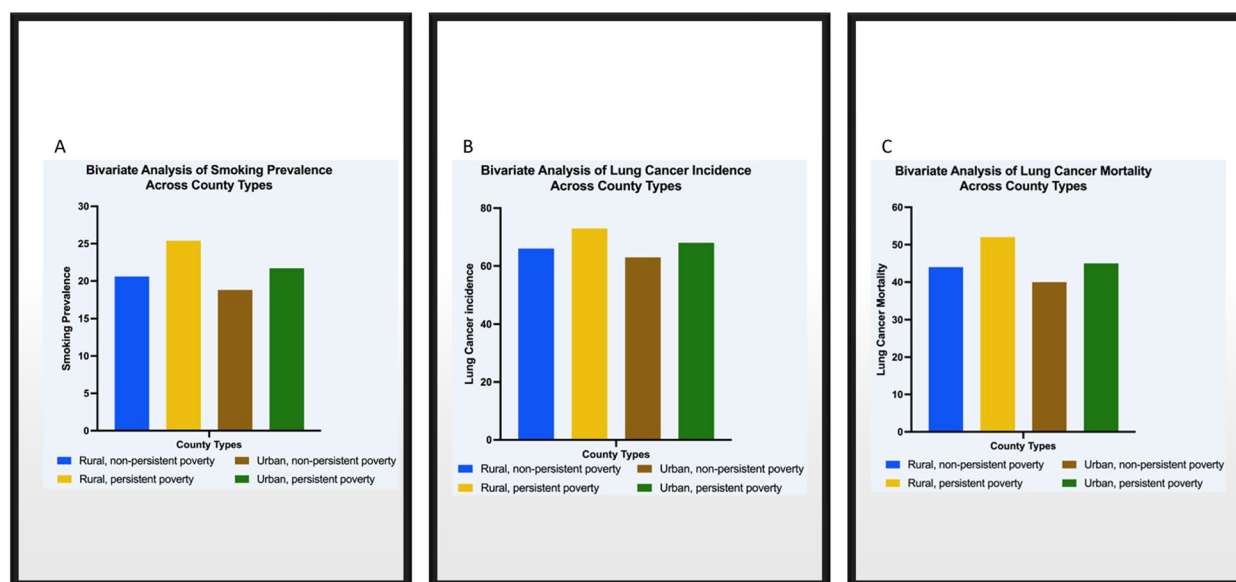 A
Bivariate Analysis of Smoking Prevalence
Across County Types
30
25
20
15
10
5
0
Smoking Prevalence
County Types
Rural, non-persistent poverty
Urban, non-persistent poverty
Rural, persistent poverty
Urban, persistent poverty
B
Bivariate Analysis of Lung Cancer Incidence
Across County Types
80
60
40
20
0
Lung Cancer incidence
County Types
Rural, non-persistent poverty
Urban, non-persistent poverty
Rural, persistent poverty
Urban, persistent poverty
C
Bivariate Analysis of Lung Cancer Mortality
Across County Types
60
50
40
30
20
10
0
Lung Cancer Mortality
County Types
Rural, non-persistent poverty
Urban, non-persistent poverty
Rural, persistent poverty
Urban, persistent poverty